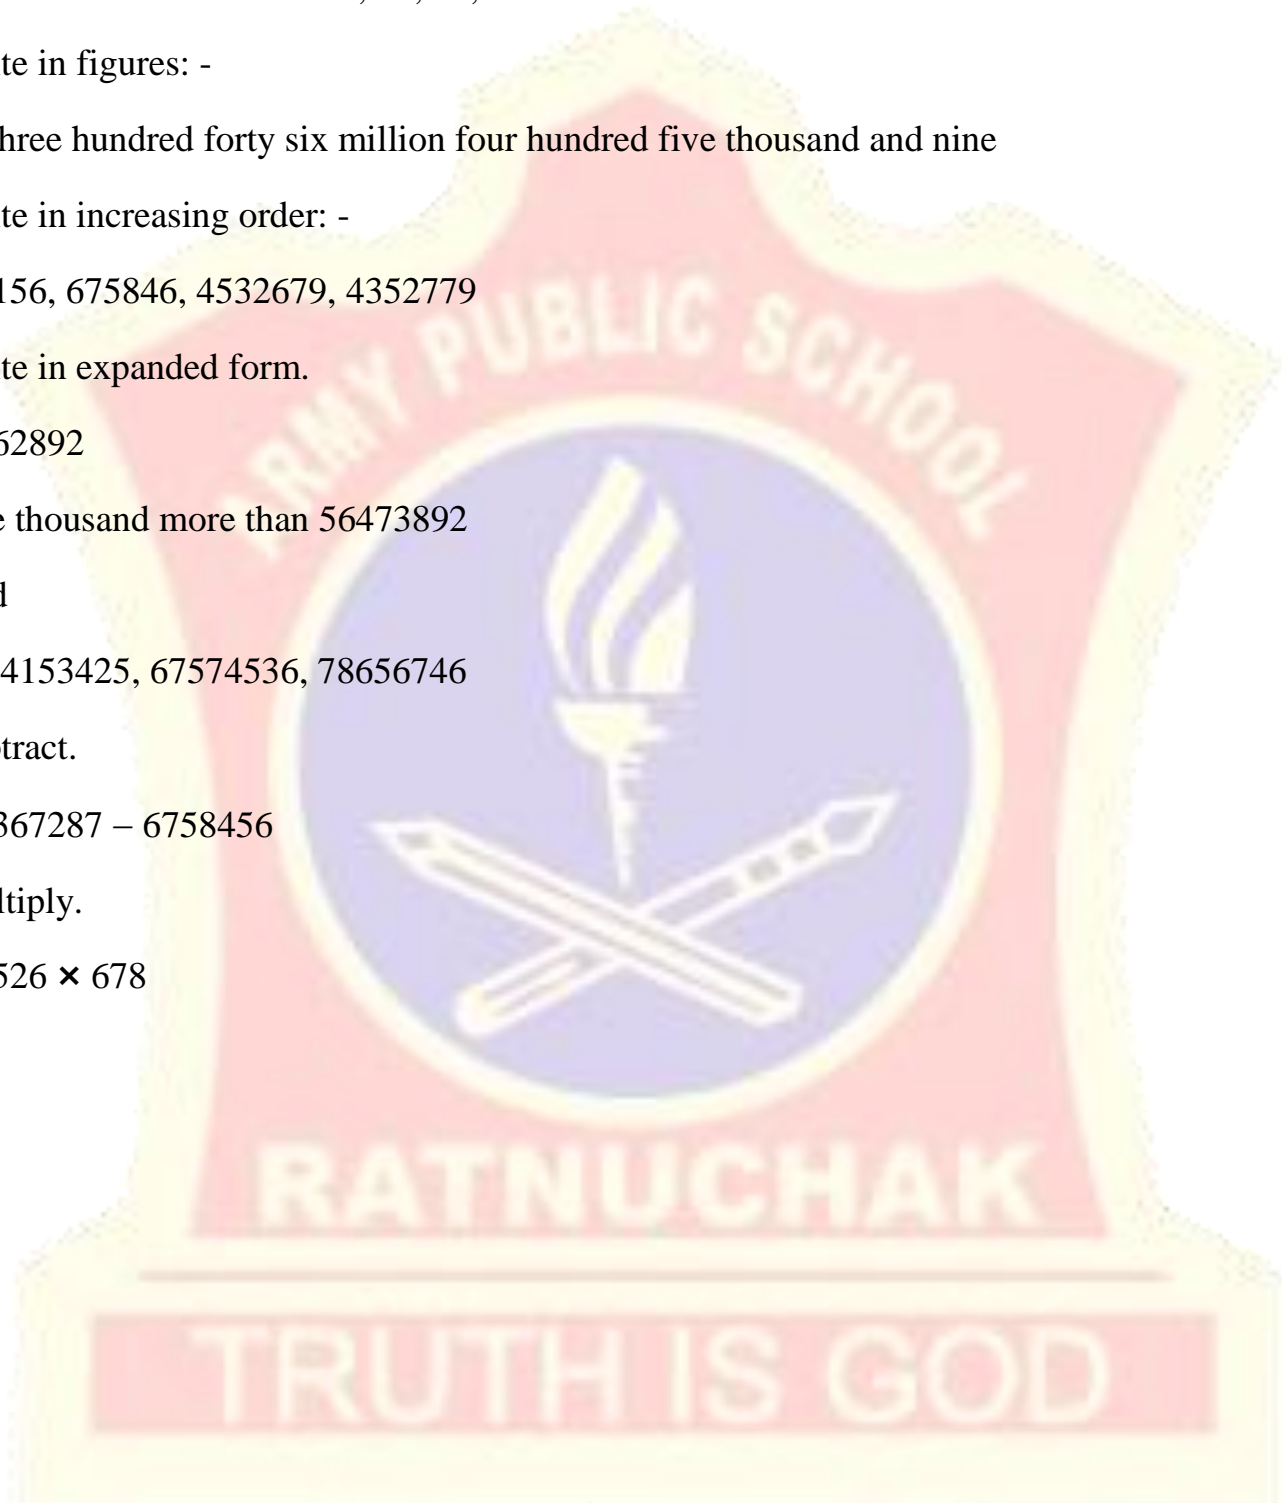 te in figures: -
hree hundred forty six million four hundred five thousand and nine
te in increasing order: -
156, 675846, 4532679, 4352779
te in expanded form.
62892
e thousand more than 56473892
d
4153425, 67574536, 78656746
tract.
367287 – 6758456
ltiply.
526 × 678
ARMY PUBLIC SCHOOL
RATNUCHAK
TRUTH IS GOD